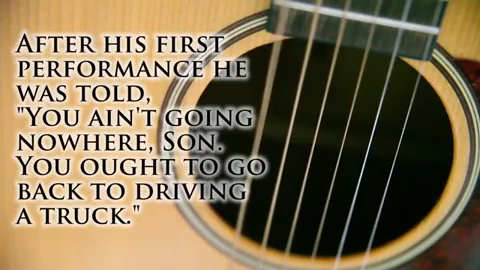 After his first
performance he
was told,
"You ain't going
nowhere, Son.
You ought to go
back to driving
a truck."